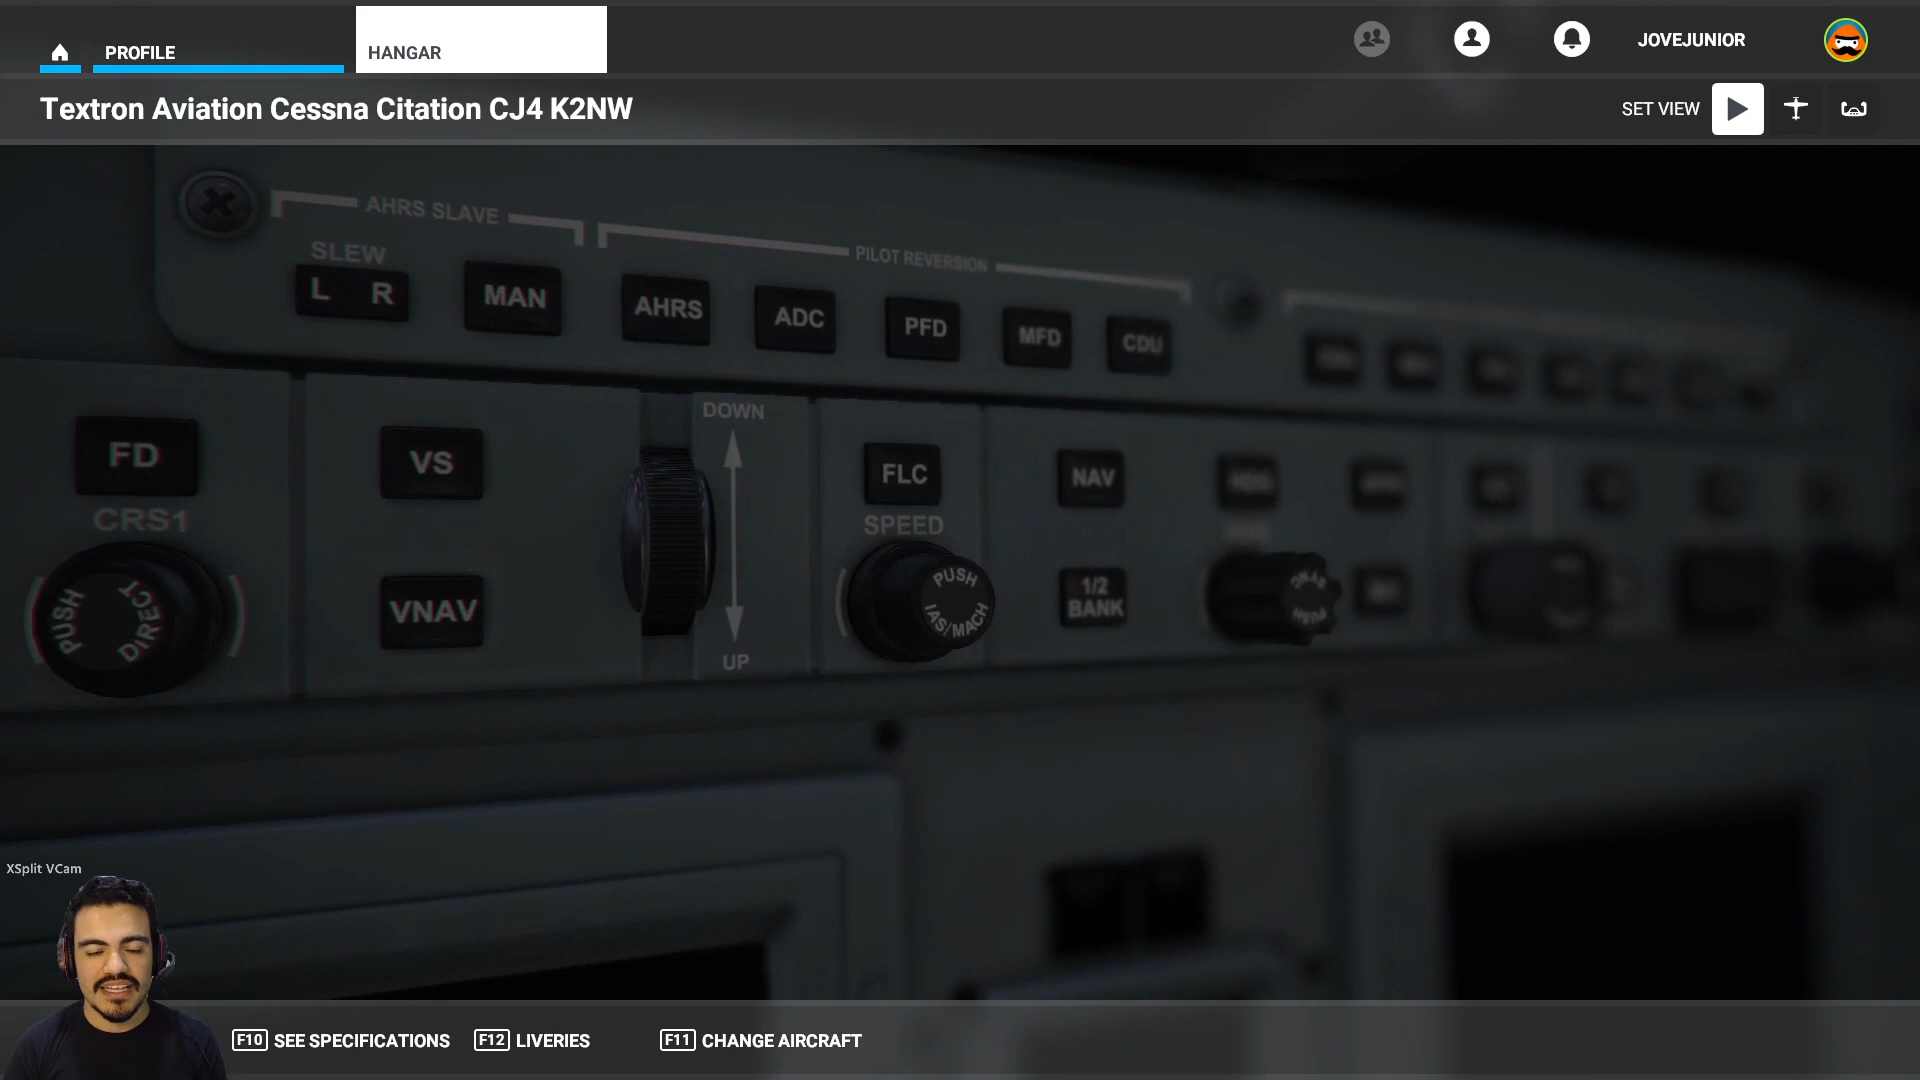 PROFILE
HANGAR
JOVEJUNIOR
Textron Aviation Cessna Citation CJ4 K2NW
SET VIEW
AHRS SLAVE
PILOT REVERSION
SLEW
L R
MAN
AHRS
ADC
PFD
MFD
CDU
FD
CRS1
PUSH
DIRECT
VS
VNAV
DOWN
UP
FLC
SPEED
PUSH
IAS/MACH
NAV
1/2
BANK
SYNC
PUSH
XSplit VCam
F10 SEE SPECIFICATIONS
F12 LIVERIES
F11 CHANGE AIRCRAFT